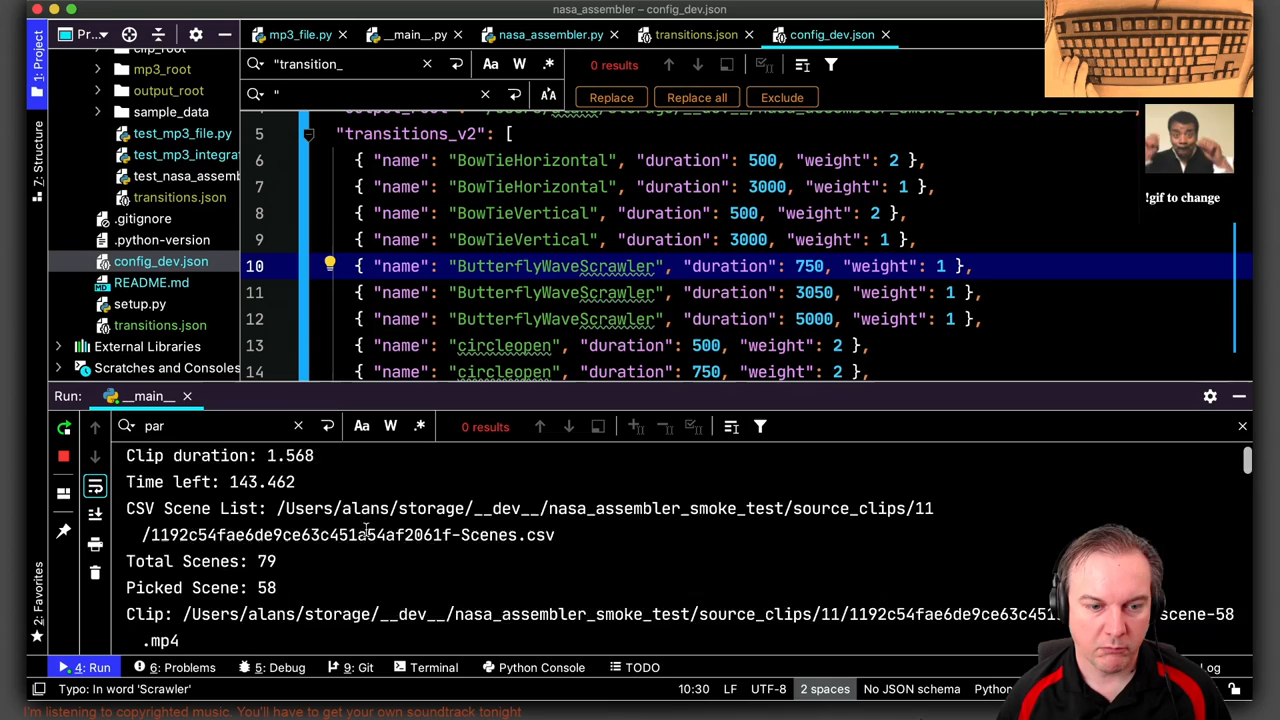 nasa_assembler – config_dev.json
Pr...
mp3_file.py
__main__.py
nasa_assembler.py
transitions.json
config_dev.json
1: Project
7: Structure
2: Favorites
mp3_root
output_root
sample_data
test_mp3_file.py
test_mp3_integra
test_nasa_assemb
transitions.json
.gitignore
.python-version
config_dev.json
README.md
setup.py
transitions.json
External Libraries
Scratches and Consoles
"transition_
Aa W .* 0 results
"
Replace Replace all Exclude
5 "transitions_v2": [
6 { "name": "BowTieHorizontal", "duration": 500, "weight": 2 },
7 { "name": "BowTieHorizontal", "duration": 3000, "weight": 1 },
8 { "name": "BowTieVertical", "duration": 500, "weight": 2 },
9 { "name": "BowTieVertical", "duration": 3000, "weight": 1 },
10 { "name": "ButterflyWaveScrawler", "duration": 750, "weight": 1 },
11 { "name": "ButterflyWaveScrawler", "duration": 3050, "weight": 1 },
12 { "name": "ButterflyWaveScrawler", "duration": 5000, "weight": 1 },
13 { "name": "circleopen", "duration": 500, "weight": 2 },
14 { "name": "circleopen", "duration": 750, "weight": 2 },
!gif to change
Run: __main__
par
Aa W .* 0 results
Clip duration: 1.568
Time left: 143.462
CSV Scene List: /Users/alans/storage/__dev__/nasa_assembler_smoke_test/source_clips/11
/1192c54fae6de9ce63c451a54af2061f-Scenes.csv
Total Scenes: 79
Picked Scene: 58
Clip: /Users/alans/storage/__dev__/nasa_assembler_smoke_test/source_clips/11/1192c54fae6de9ce63c451
scene-58
.mp4
4: Run 6: Problems 5: Debug 9: Git Terminal Python Console TODO
Log
Typo: In word 'Scrawler' 10:30 LF UTF-8 2 spaces No JSON schema Python
I'm listening to copyrighted music. You'll have to get your own soundtrack tonight